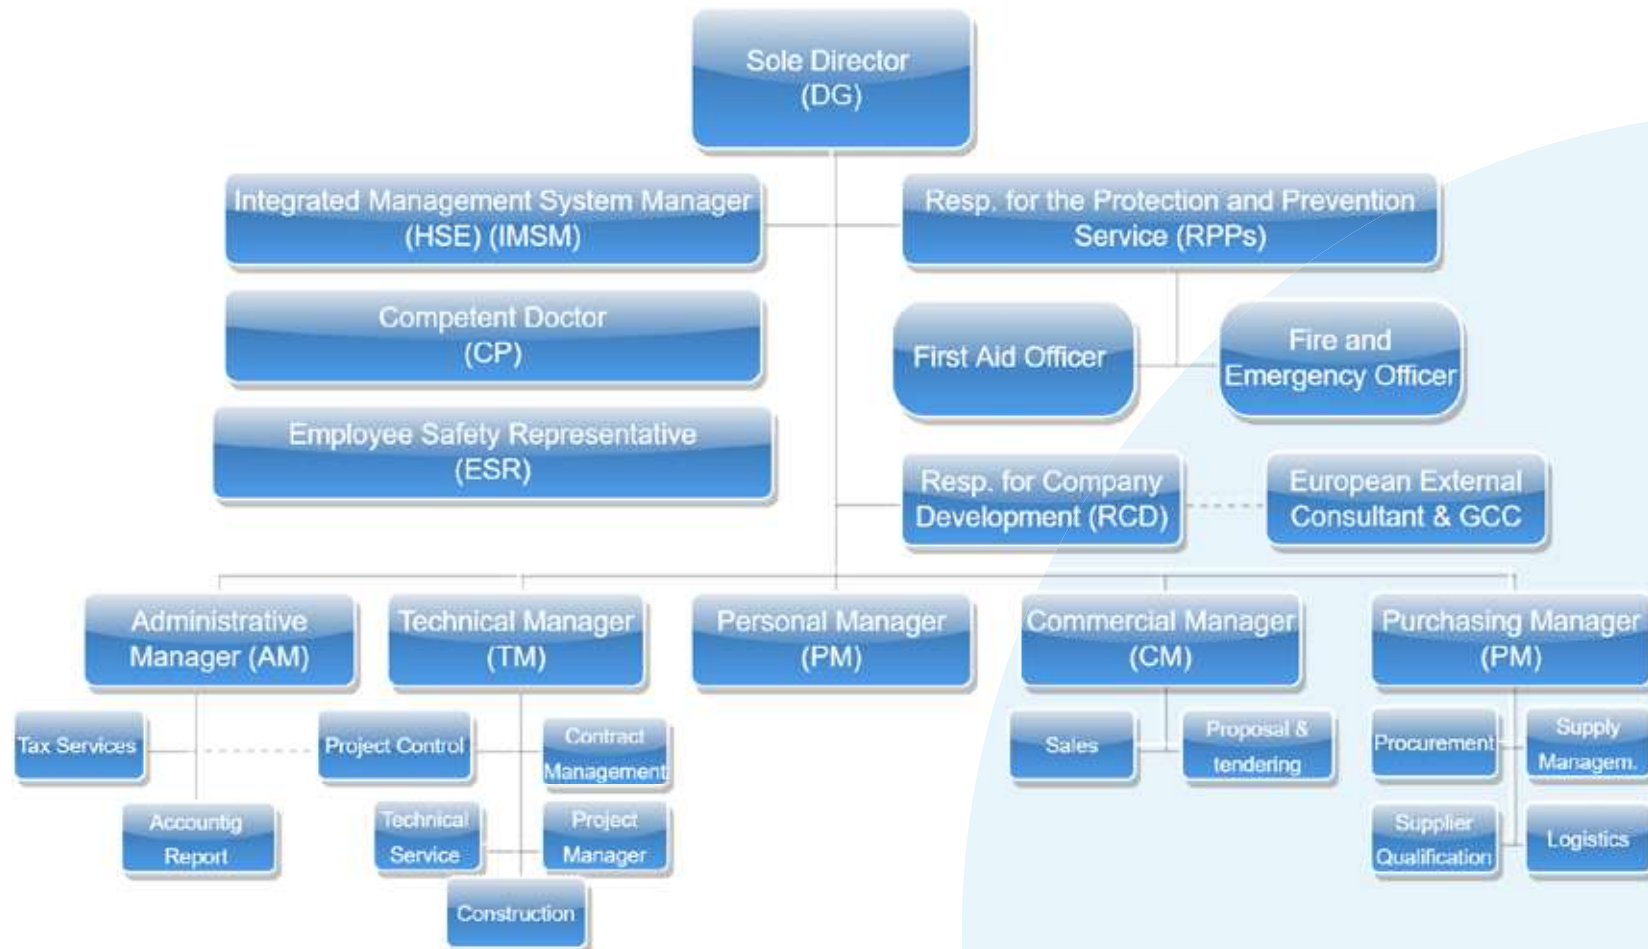 Sole Director
(DG)
Integrated Management System Manager
(HSE) (IMSM)
Resp. for the Protection and Prevention
Service (RPPs)
Competent Doctor
(CP)
First Aid Officer
Fire and
Emergency Officer
Employee Safety Representative
(ESR)
Resp. for Company
Development (RCD)
European External
Consultant & GCC
Administrative
Manager (AM)
Technical Manager
(TM)
Personal Manager
(PM)
Commercial Manager
(CM)
Purchasing Manager
(PM)
Tax Services
Project Control
Contract
Management
Sales
Proposal &
tendering
Procurement
Supply
Managem.
Accountig
Report
Technical
Service
Project
Manager
Supplier
Qualification
Logistics
Construction